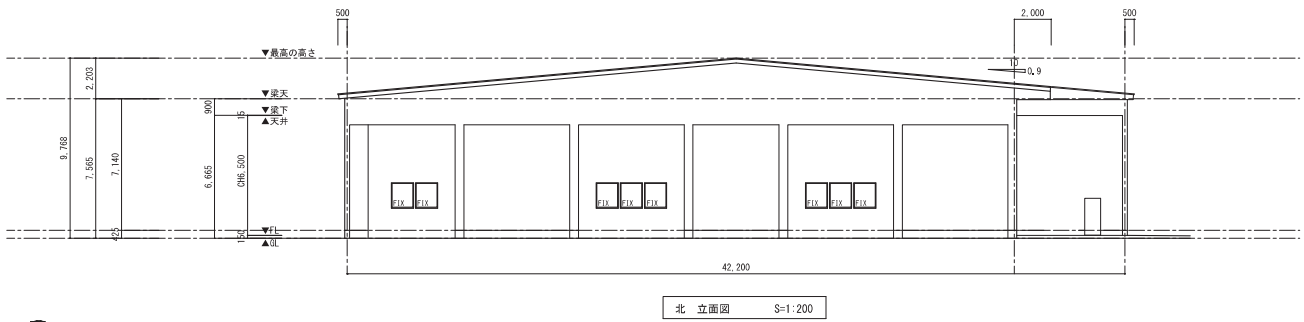 500
2,000
500
▼最高の高さ
10
0.9
2,203
▼梁天
900
▼梁下
15
▲天井
9.768
7.565
7.140
6.665
CH6,500
FIX FIX
FIX FIX FIX
FIX FIX FIX
425
150
▼FL
▲GL
42,200
北 立面図 S=1:200